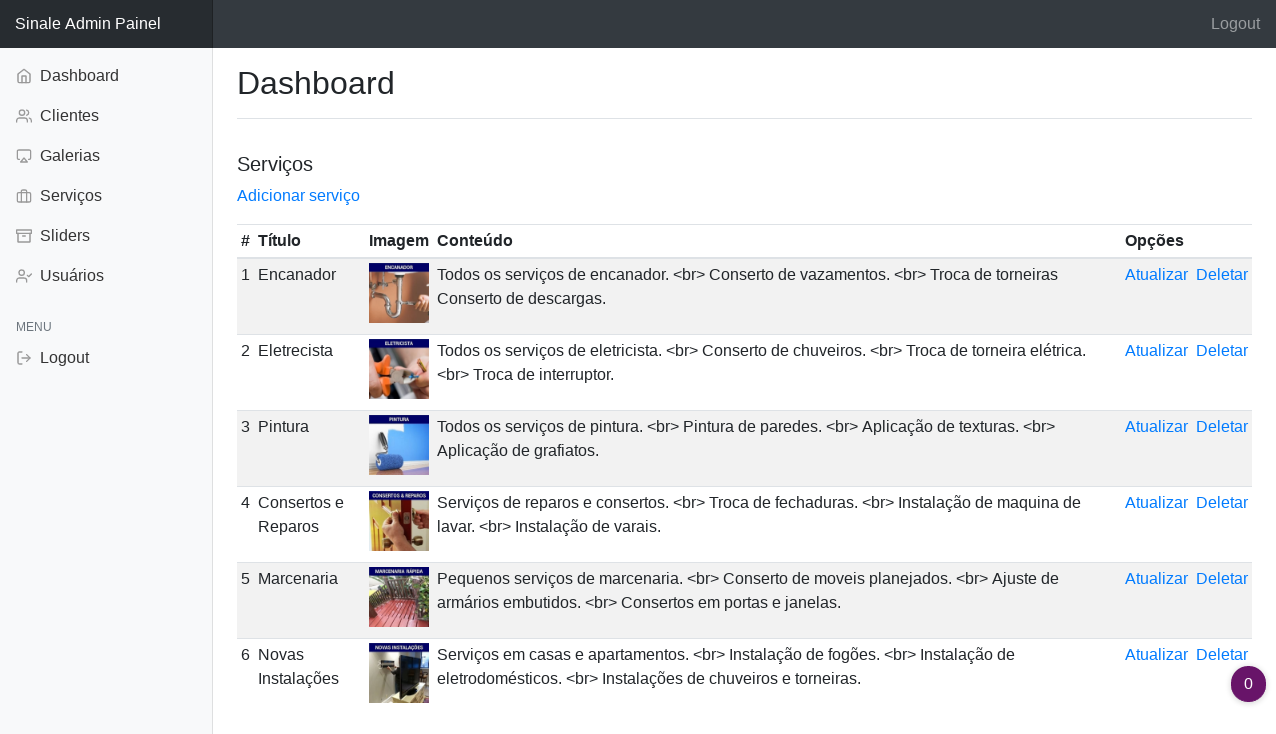 Sinale Admin Painel
Logout
Dashboard
Clientes
Galerias
Serviços
Sliders
Usuários
MENU
Logout
Dashboard
Serviços
Adicionar serviço
# Título Imagem Conteúdo Opções
1 Encanador ENCANADOR Todos os serviços de encanador. <br> Conserto de vazamentos. <br> Troca de torneiras Atualizar Deletar
Conserto de descargas.
2 Eletrecista ELETRICISTA Todos os serviços de eletricista. <br> Conserto de chuveiros. <br> Troca de torneira elétrica. Atualizar Deletar
<br> Troca de interruptor.
3 Pintura PINTURA Todos os serviços de pintura. <br> Pintura de paredes. <br> Aplicação de texturas. <br> Atualizar Deletar
Aplicação de grafiatos.
4 Consertos e CONSERTOS & REPAROS Serviços de reparos e consertos. <br> Troca de fechaduras. <br> Instalação de maquina de Atualizar Deletar
Reparos lavar. <br> Instalação de varais.
5 Marcenaria MARCENARIA RÁPIDA Pequenos serviços de marcenaria. <br> Conserto de moveis planejados. <br> Ajuste de Atualizar Deletar
armários embutidos. <br> Consertos em portas e janelas.
6 Novas NOVAS INSTALAÇÕES Serviços em casas e apartamentos. <br> Instalação de fogões. <br> Instalação de Atualizar Deletar
Instalações eletrodomésticos. <br> Instalações de chuveiros e torneiras.
0